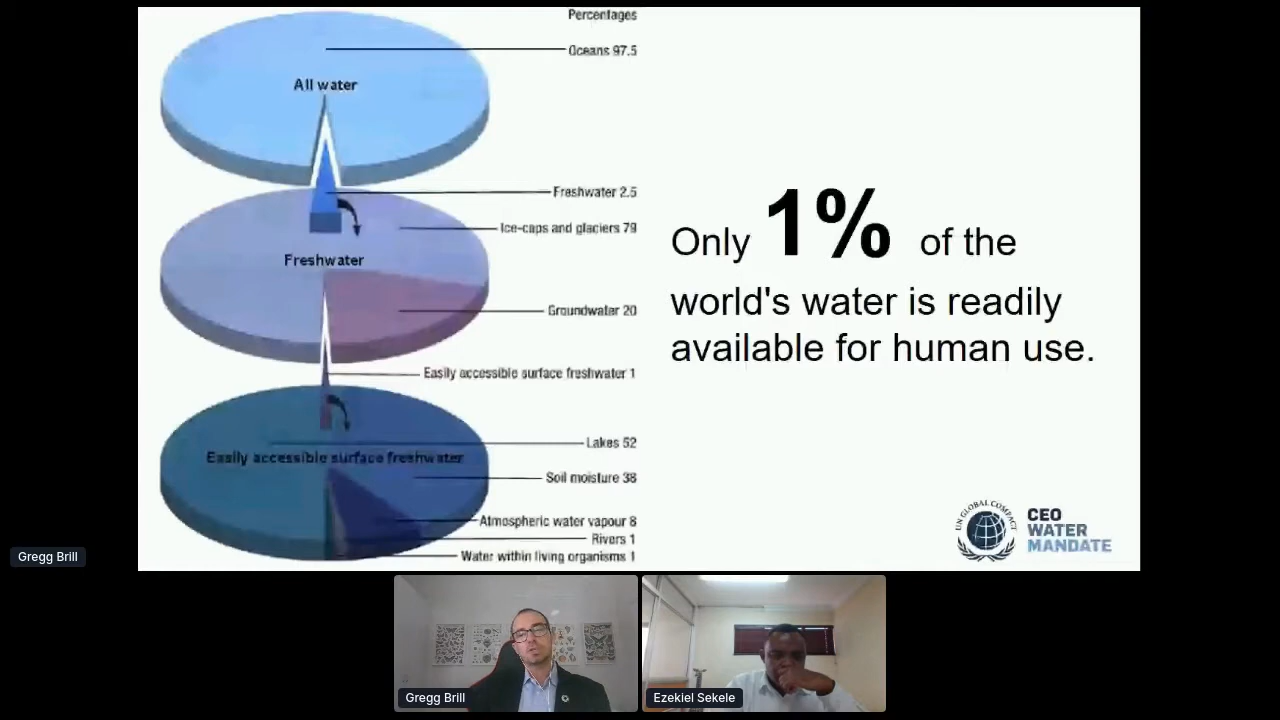 Percentages
Oceans 97.5
All water
Freshwater 2.5
Ice-caps and glaciers 79
Freshwater
Groundwater 20
Easily accessible surface freshwater 1
Lakes 52
Easily accessible surface freshwater
Soil moisture 38
Atmospheric water vapour 8
Rivers 1
Water within living organisms 1
Only 1% of the
world's water is readily
available for human use.
UN GLOBAL COMPACT
CEO
WATER
MANDATE
Gregg Brill
Gregg Brill
Ezekiel Sekele